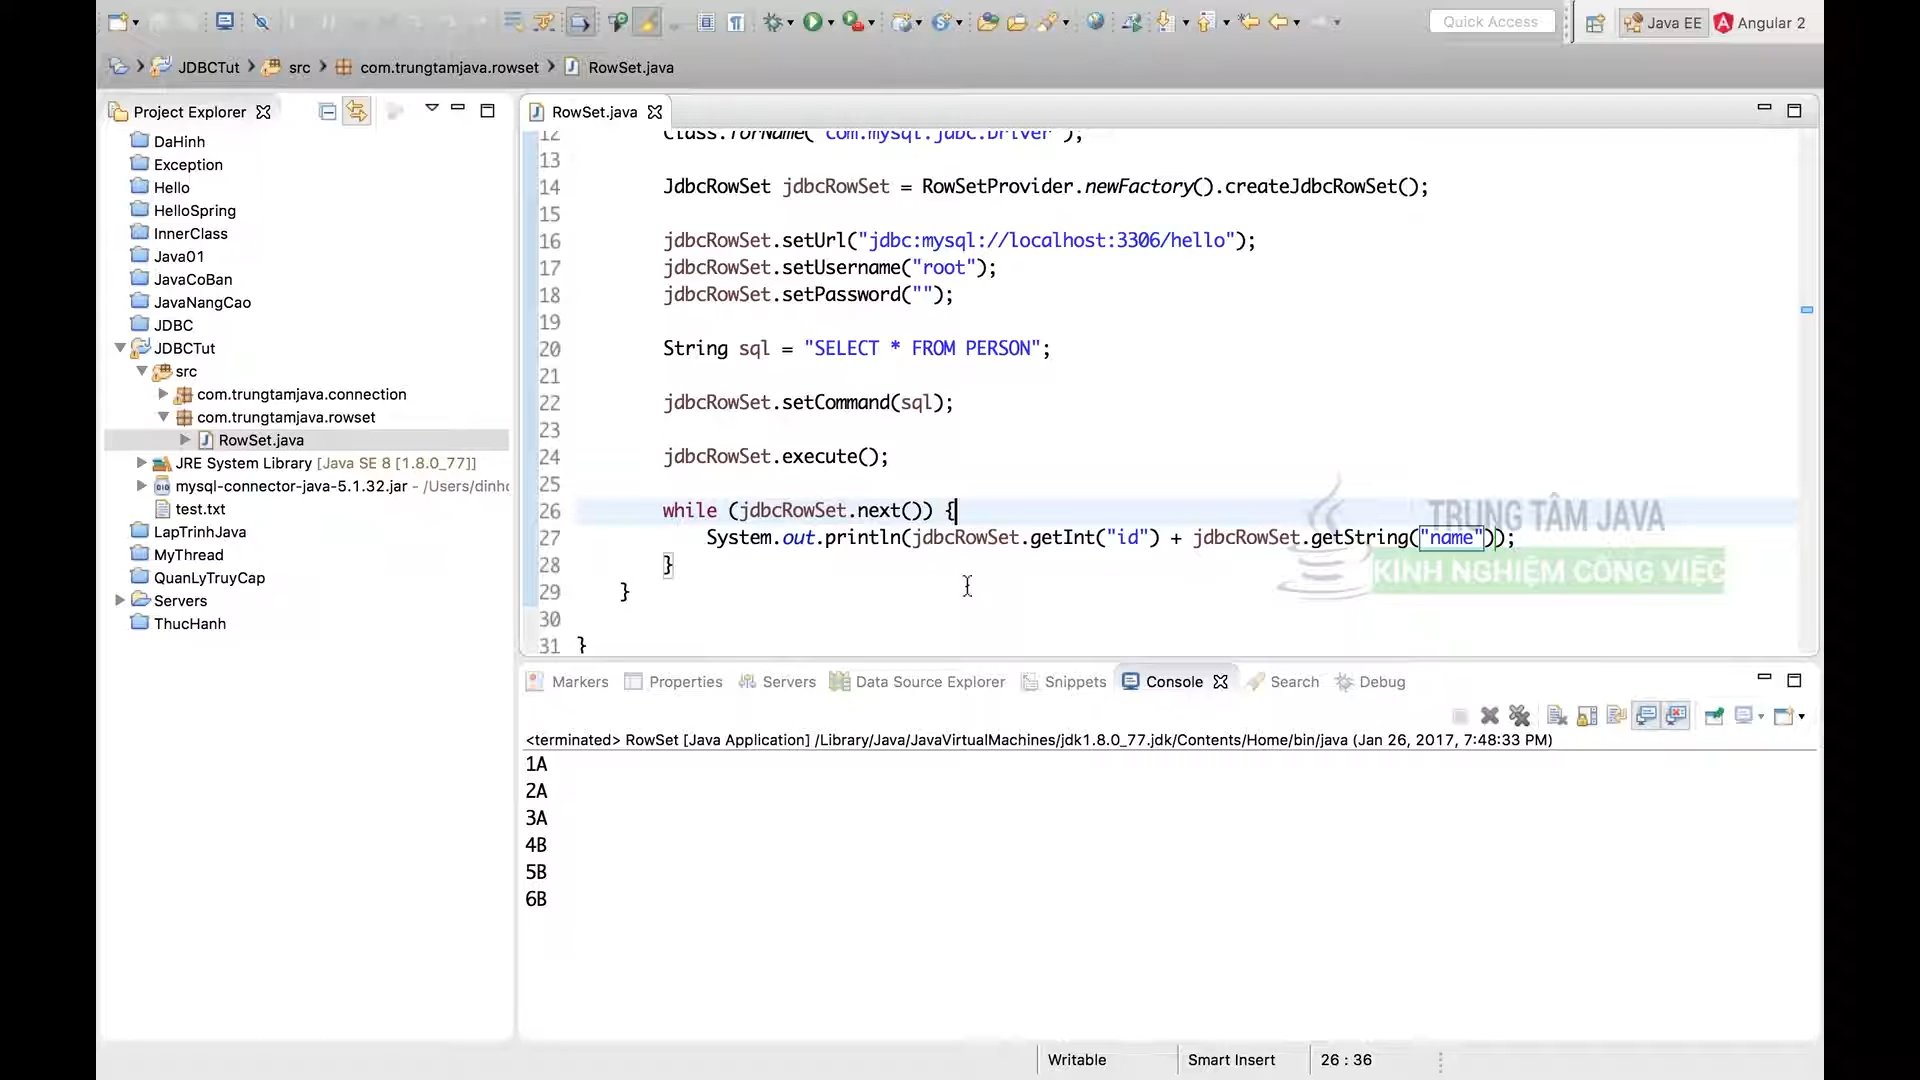 Quick Access
Java EE
Angular 2
JDBCTut
src
com.trungtamjava.rowset
RowSet.java
Project Explorer
DaHinh
Exception
Hello
HelloSpring
InnerClass
Java01
JavaCoBan
JavaNangCao
JDBC
JDBCTut
src
com.trungtamjava.connection
com.trungtamjava.rowset
RowSet.java
JRE System Library [Java SE 8 [1.8.0_77]]
mysql-connector-java-5.1.32.jar - /Users/dinh
test.txt
LapTrinhJava
MyThread
QuanLyTruyCap
Servers
ThucHanh
RowSet.java
12 Class.forName("com.mysql.jdbc.Driver");
13
14 JdbcRowSet jdbcRowSet = RowSetProvider.newFactory().createJdbcRowSet();
15
16 jdbcRowSet.setUrl("jdbc:mysql://localhost:3306/hello");
17 jdbcRowSet.setUsername("root");
18 jdbcRowSet.setPassword("");
19
20 String sql = "SELECT * FROM PERSON";
21
22 jdbcRowSet.setCommand(sql);
23
24 jdbcRowSet.execute();
25
26 while (jdbcRowSet.next()) {
27 System.out.println(jdbcRowSet.getInt("id") + jdbcRowSet.getString("name"));
28 }
29 }
30
31 }
TRUNG TÂM JAVA
KINH NGHIỆM CÔNG VIỆC
Markers
Properties
Servers
Data Source Explorer
Snippets
Console
Search
Debug
<terminated> RowSet [Java Application] /Library/Java/JavaVirtualMachines/jdk1.8.0_77.jdk/Contents/Home/bin/java (Jan 26, 2017, 7:48:33 PM)
1A
2A
3A
4B
5B
6B
Writable
Smart Insert
26 : 36